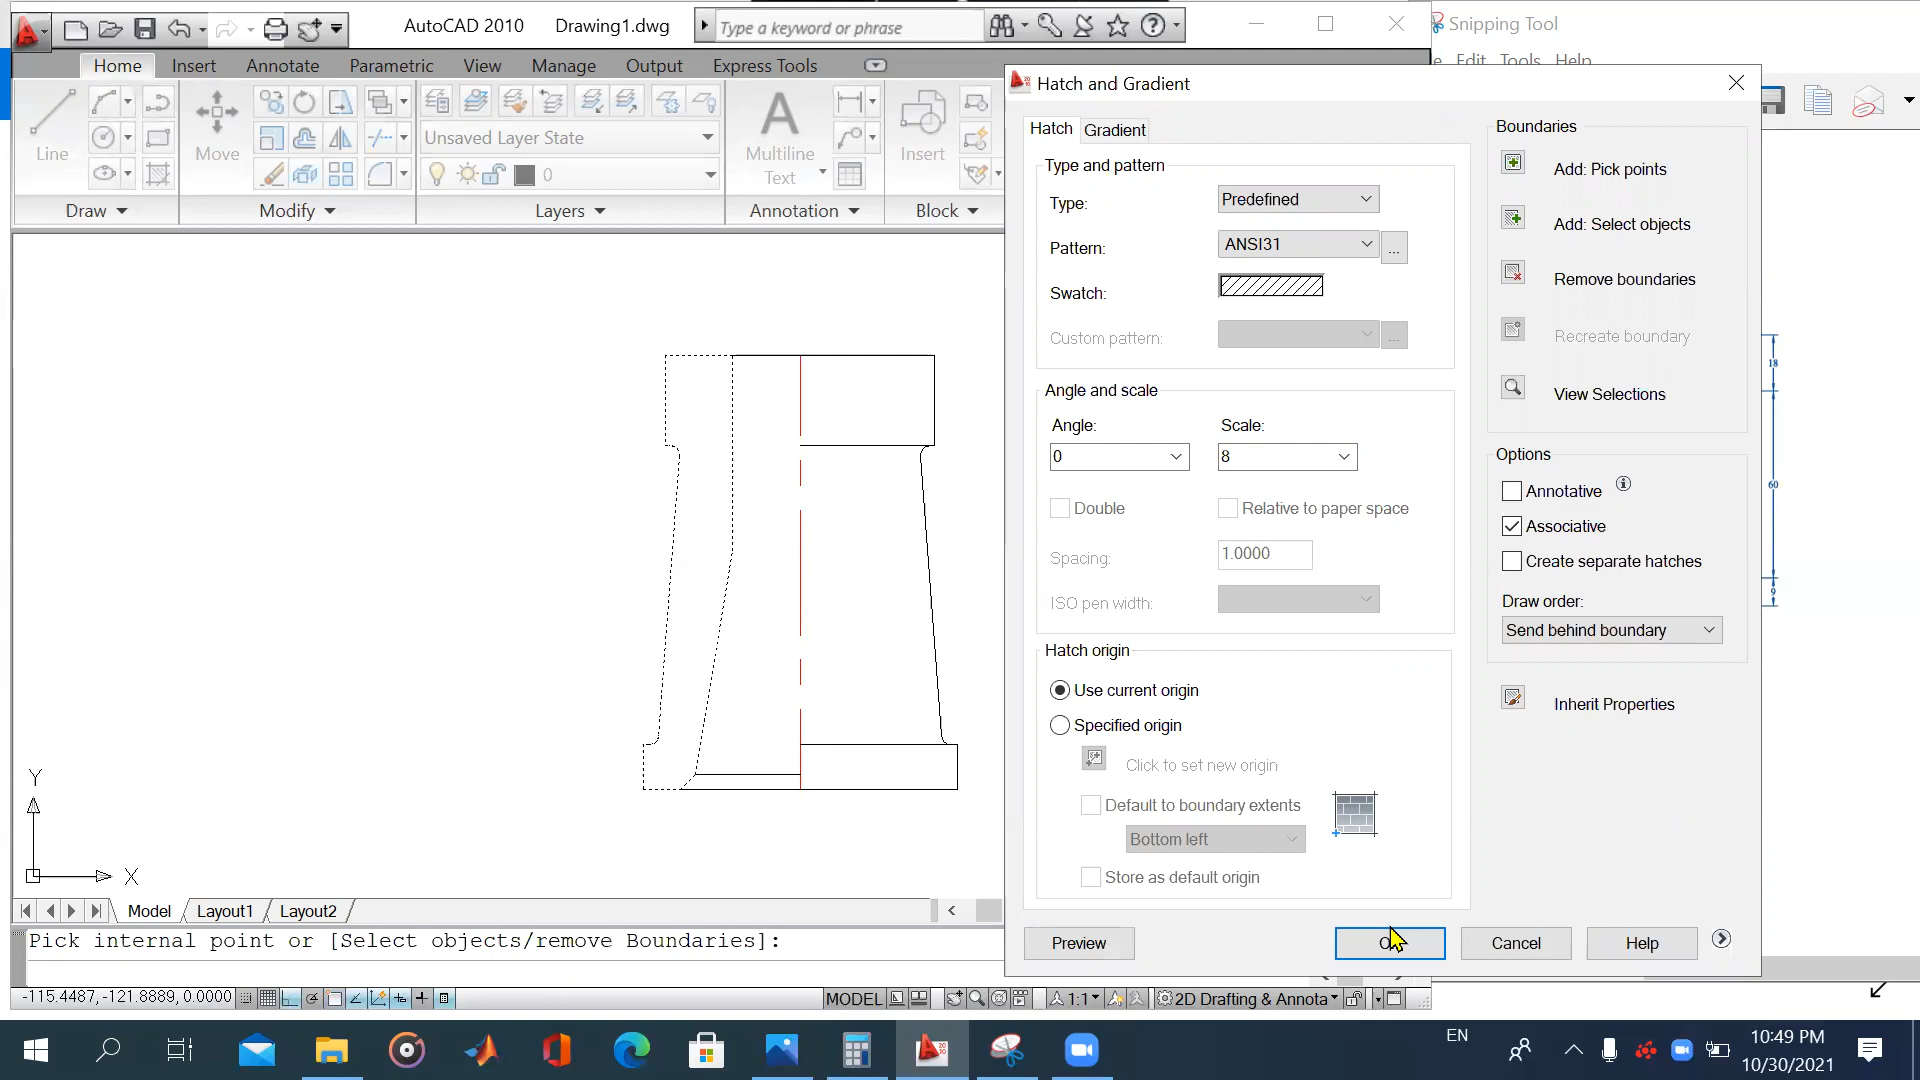 AutoCAD 2010 Drawing1.dwg
Type a keyword or phrase
Snipping Tool
Home Insert Annotate Parametric View Manage Output Express Tools
Edit Tools Help
Line
Move
Unsaved Layer State
0
Multiline
Text
Insert
Draw Modify Layers Annotation Block
Hatch and Gradient
Hatch Gradient
Type and pattern
Type: Predefined
Pattern: ANSI31 ...
Swatch:
Custom pattern: ...
Angle and scale
Angle: Scale:
0 8
Double Relative to paper space
Spacing: 1.0000
ISO pen width:
Hatch origin
Use current origin
Specified origin
Click to set new origin
Default to boundary extents
Bottom left
Store as default origin
Boundaries
Add: Pick points
Add: Select objects
Remove boundaries
Recreate boundary
View Selections
Options
Annotative
Associative
Create separate hatches
Draw order:
Send behind boundary
Inherit Properties
Preview Cancel Help
18
60
9
Y
X
Model Layout1 Layout2
Pick internal point or [Select objects/remove Boundaries]:
-115.4487, -121.8889, 0.0000 MODEL 1:1 2D Drafting & Annota
EN
10:49 PM
10/30/2021